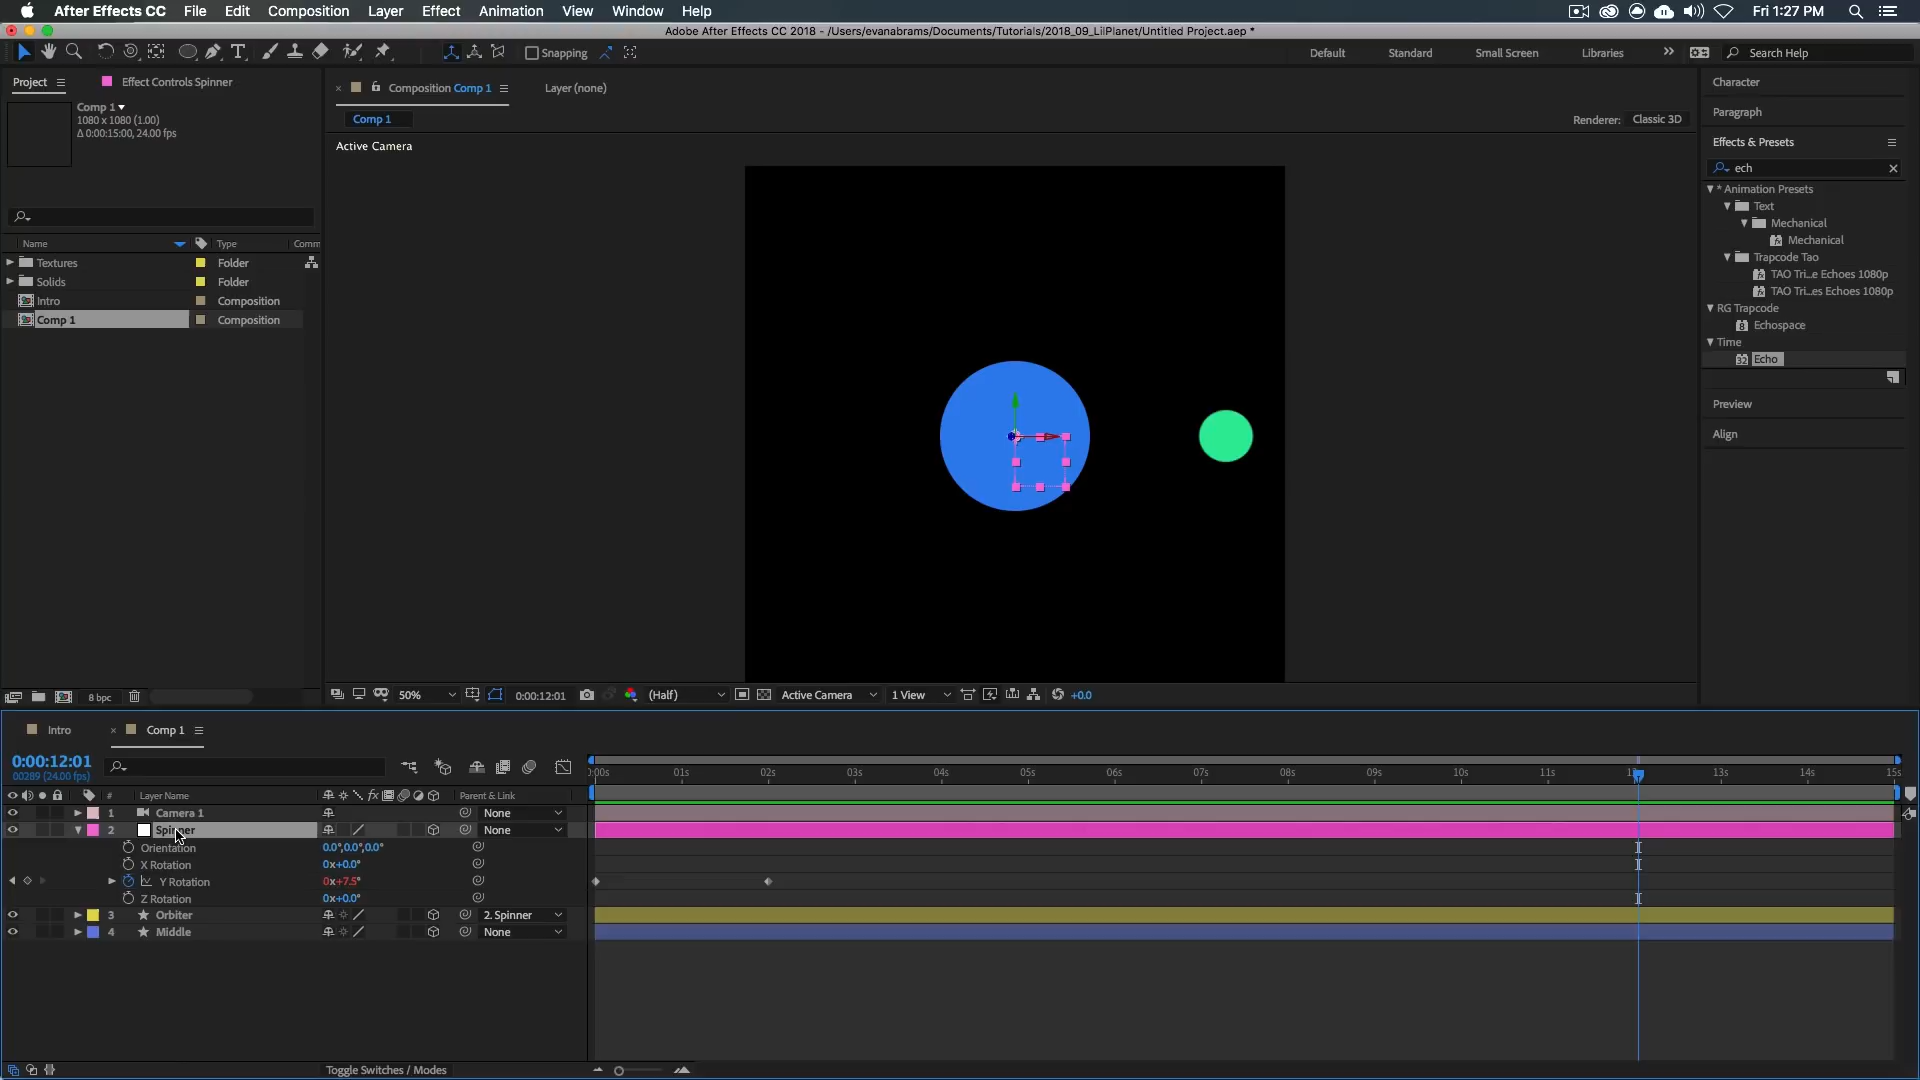 After Effects CC File Edit Composition Layer Effect Animation View Window Help Fri 1:27 PM
Adobe After Effects CC 2018 - /Users/evanabrams/Documents/Tutorials/2018_09_LilPlanet/Untitled Project.aep *
Snapping Default Standard Small Screen Libraries Search Help
Project Effect Controls Spinner
Comp 1
1080 x 1080 (1.00)
Δ 0:00:15:00, 24.00 fps
Name Type Comm
Textures Folder
Solids Folder
Intro Composition
Comp 1 Composition
8 bpc
Composition Comp 1 Layer (none)
Comp 1 Renderer: Classic 3D
Active Camera
50% 0:00:12:01 (Half) Active Camera 1 View +0.0
Character
Paragraph
Effects & Presets
ech
* Animation Presets
Text
Mechanical
Mechanical
Trapcode Tao
TAO Tri...e Echoes 1080p
TAO Tri...es Echoes 1080p
RG Trapcode
Echospace
Time
32 Echo
Preview
Align
Intro Comp 1
0:00:12:01
00289 (24.00 fps)
:00s 01s 02s 03s 04s 05s 06s 07s 08s 09s 10s 11s 13s 14s 15s
# Layer Name fx Parent & Link
1 Camera 1 None
2 Spinner None
Orientation 0.0°,0.0°,0.0°
X Rotation 0x+0.0°
Y Rotation 0x+7.5°
Z Rotation 0x+0.0°
3 Orbiter 2. Spinner
4 Middle None
Toggle Switches / Modes